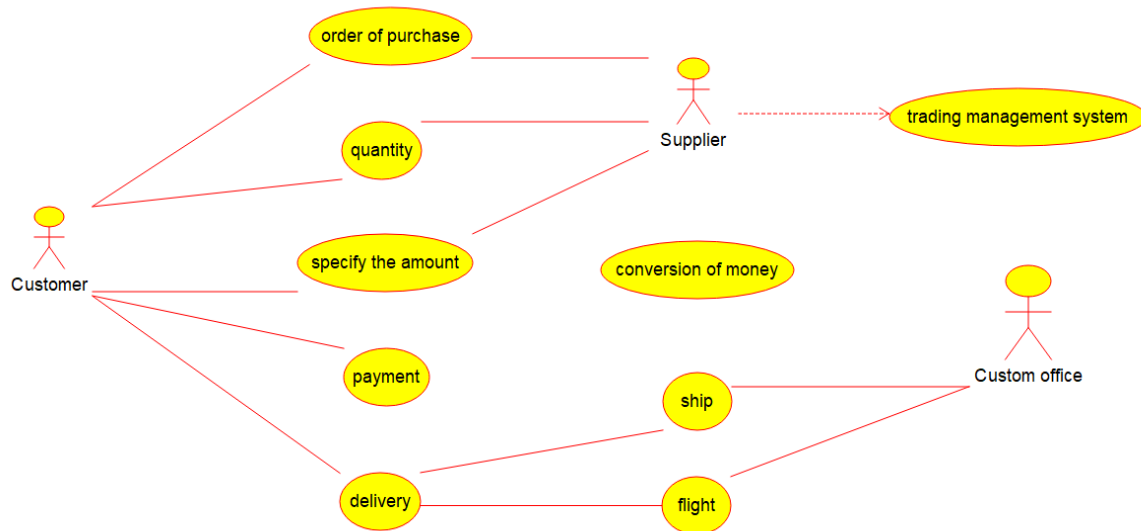 order of purchase
trading management system
Supplier
quantity
specify the amount
conversion of money
Customer
Custom office
payment
ship
delivery
flight